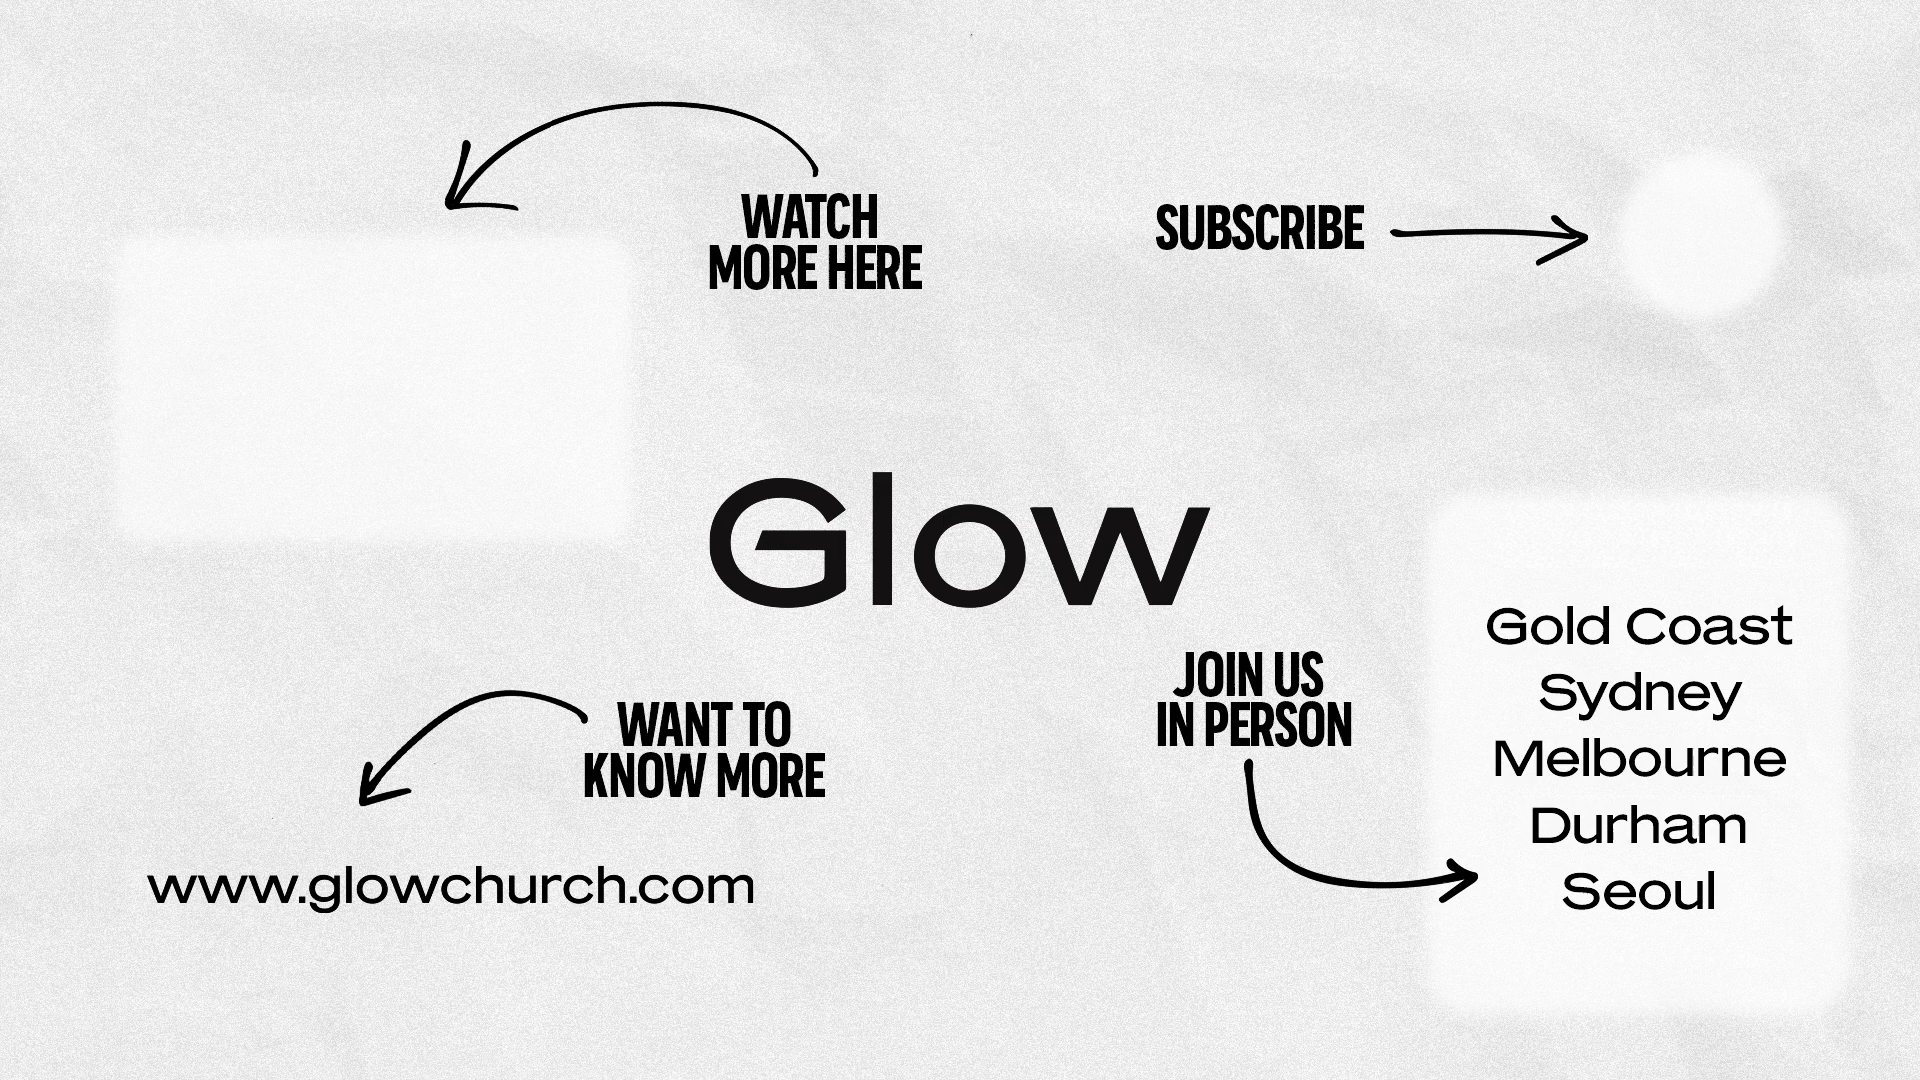 WATCH
MORE HERE
SUBSCRIBE
Glow
WANT TO
KNOW MORE
www.glowchurch.com
JOIN US
IN PERSON
Gold Coast
Sydney
Melbourne
Durham
Seoul